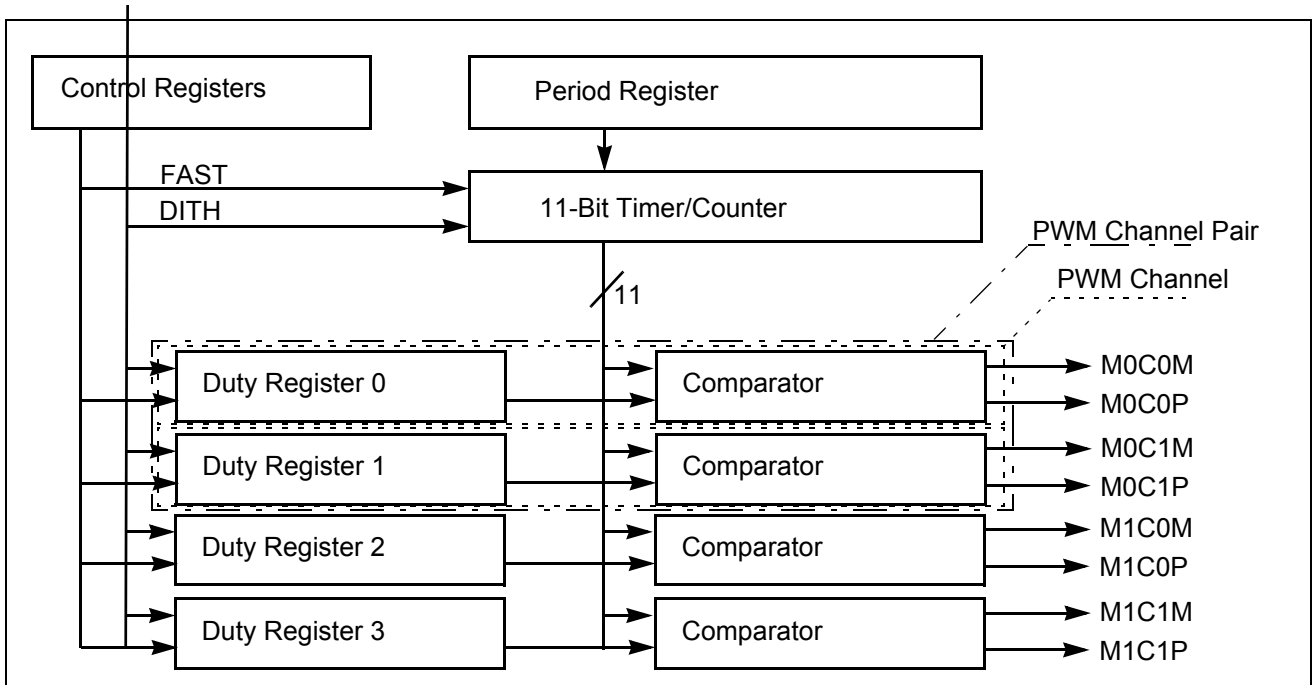 Control Registers
Period Register
FAST
DITH
11-Bit Timer/Counter
PWM Channel Pair
PWM Channel
11
Duty Register 0
Comparator
M0C0M
M0C0P
Duty Register 1
Comparator
M0C1M
M0C1P
Duty Register 2
Comparator
M1C0M
M1C0P
Duty Register 3
Comparator
M1C1M
M1C1P